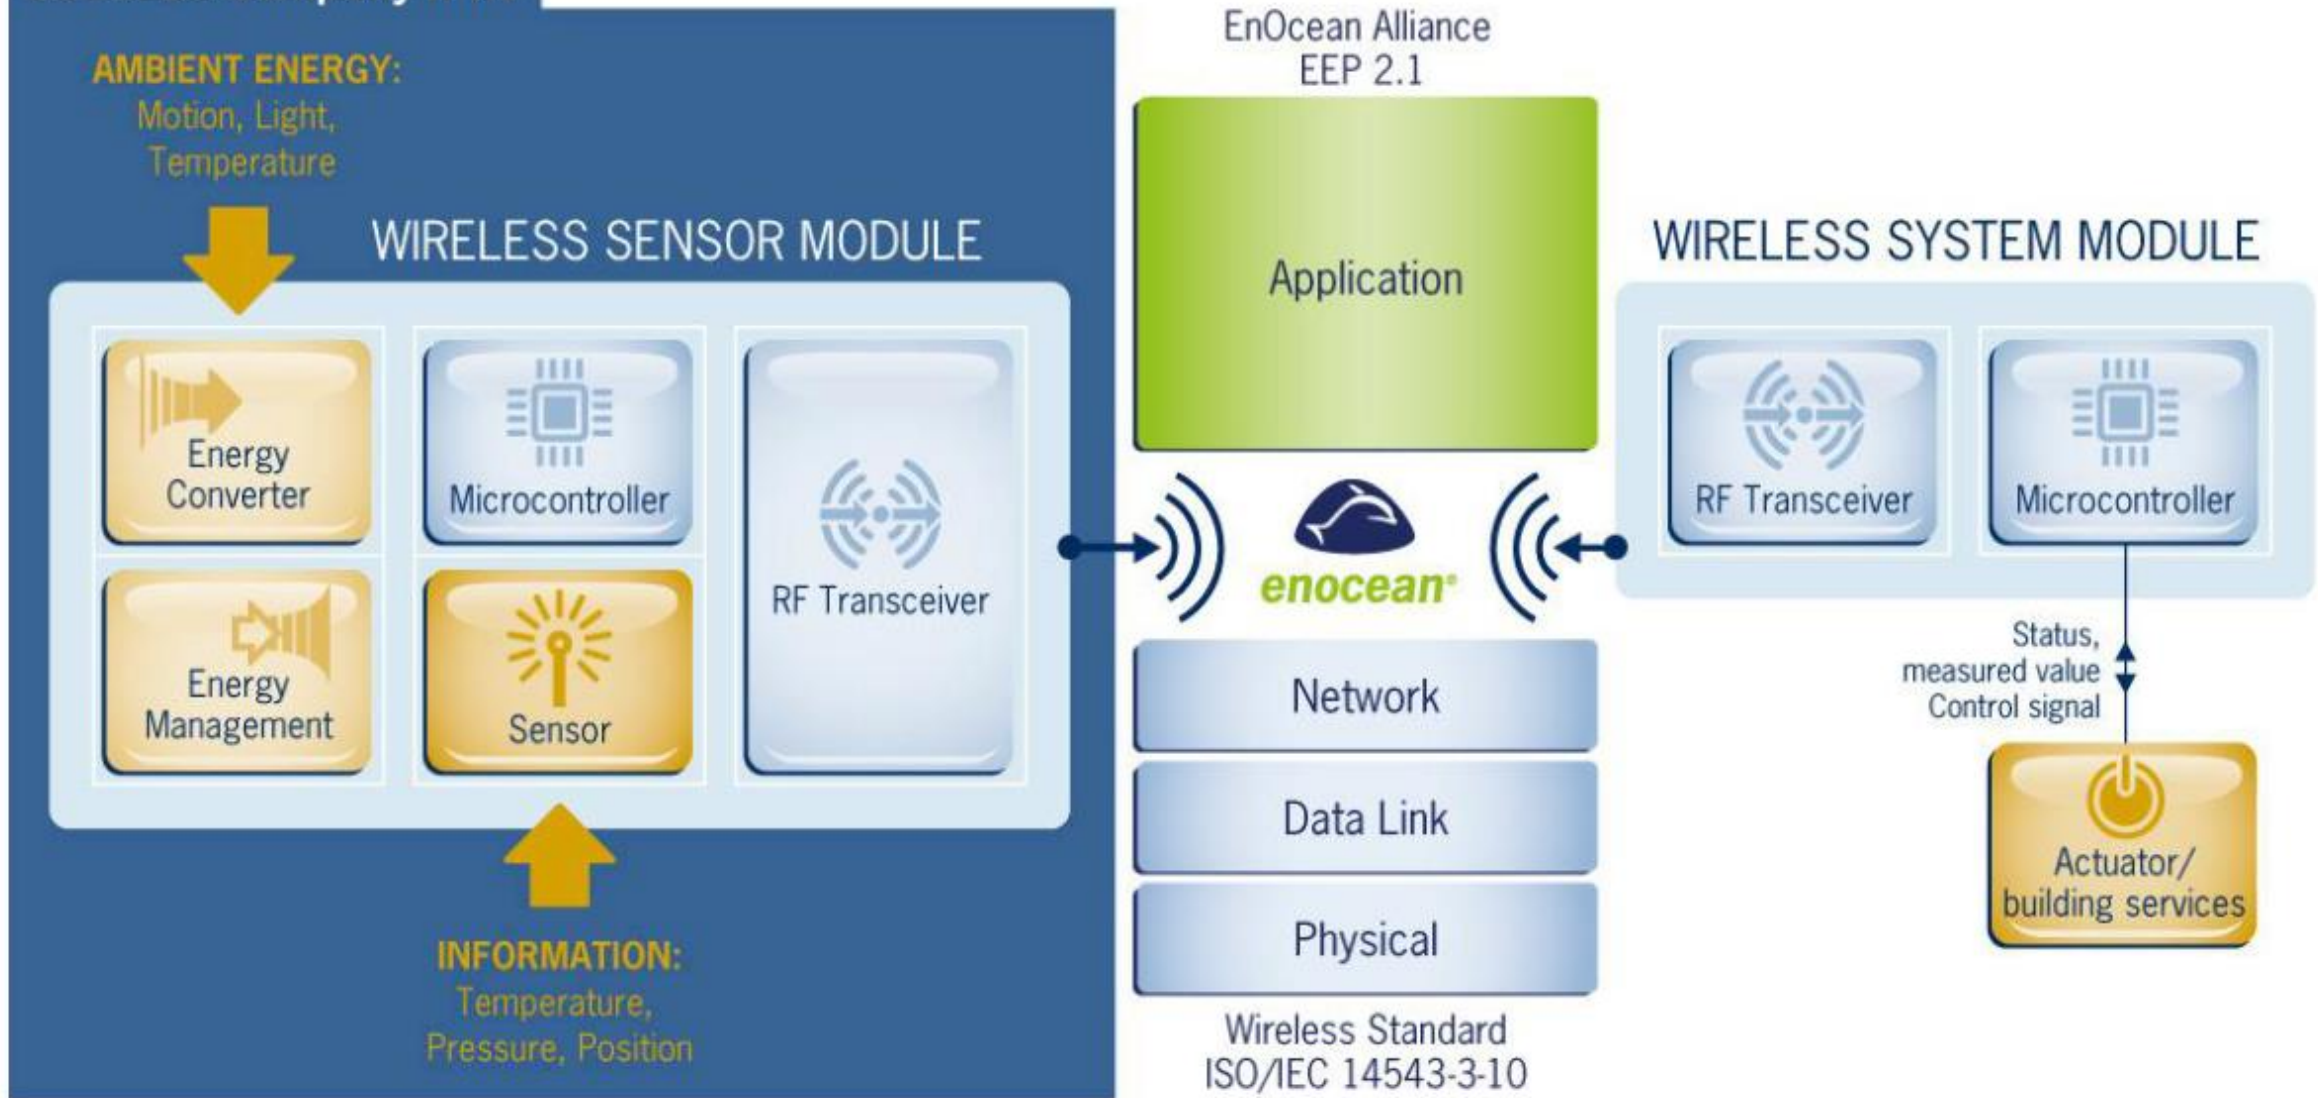 EnOcean Alliance
EEP 2.1
AMBIENT ENERGY:
Motion, Light,
Temperature
WIRELESS SENSOR MODULE
Energy
Converter
Microcontroller
RF Transceiver
Energy
Management
Sensor
INFORMATION:
Temperature,
Pressure, Position
Application
enocean®
Network
Data Link
Physical
Wireless Standard
ISO/IEC 14543-3-10
WIRELESS SYSTEM MODULE
RF Transceiver
Microcontroller
Status,
measured value
Control signal
Actuator/
building services